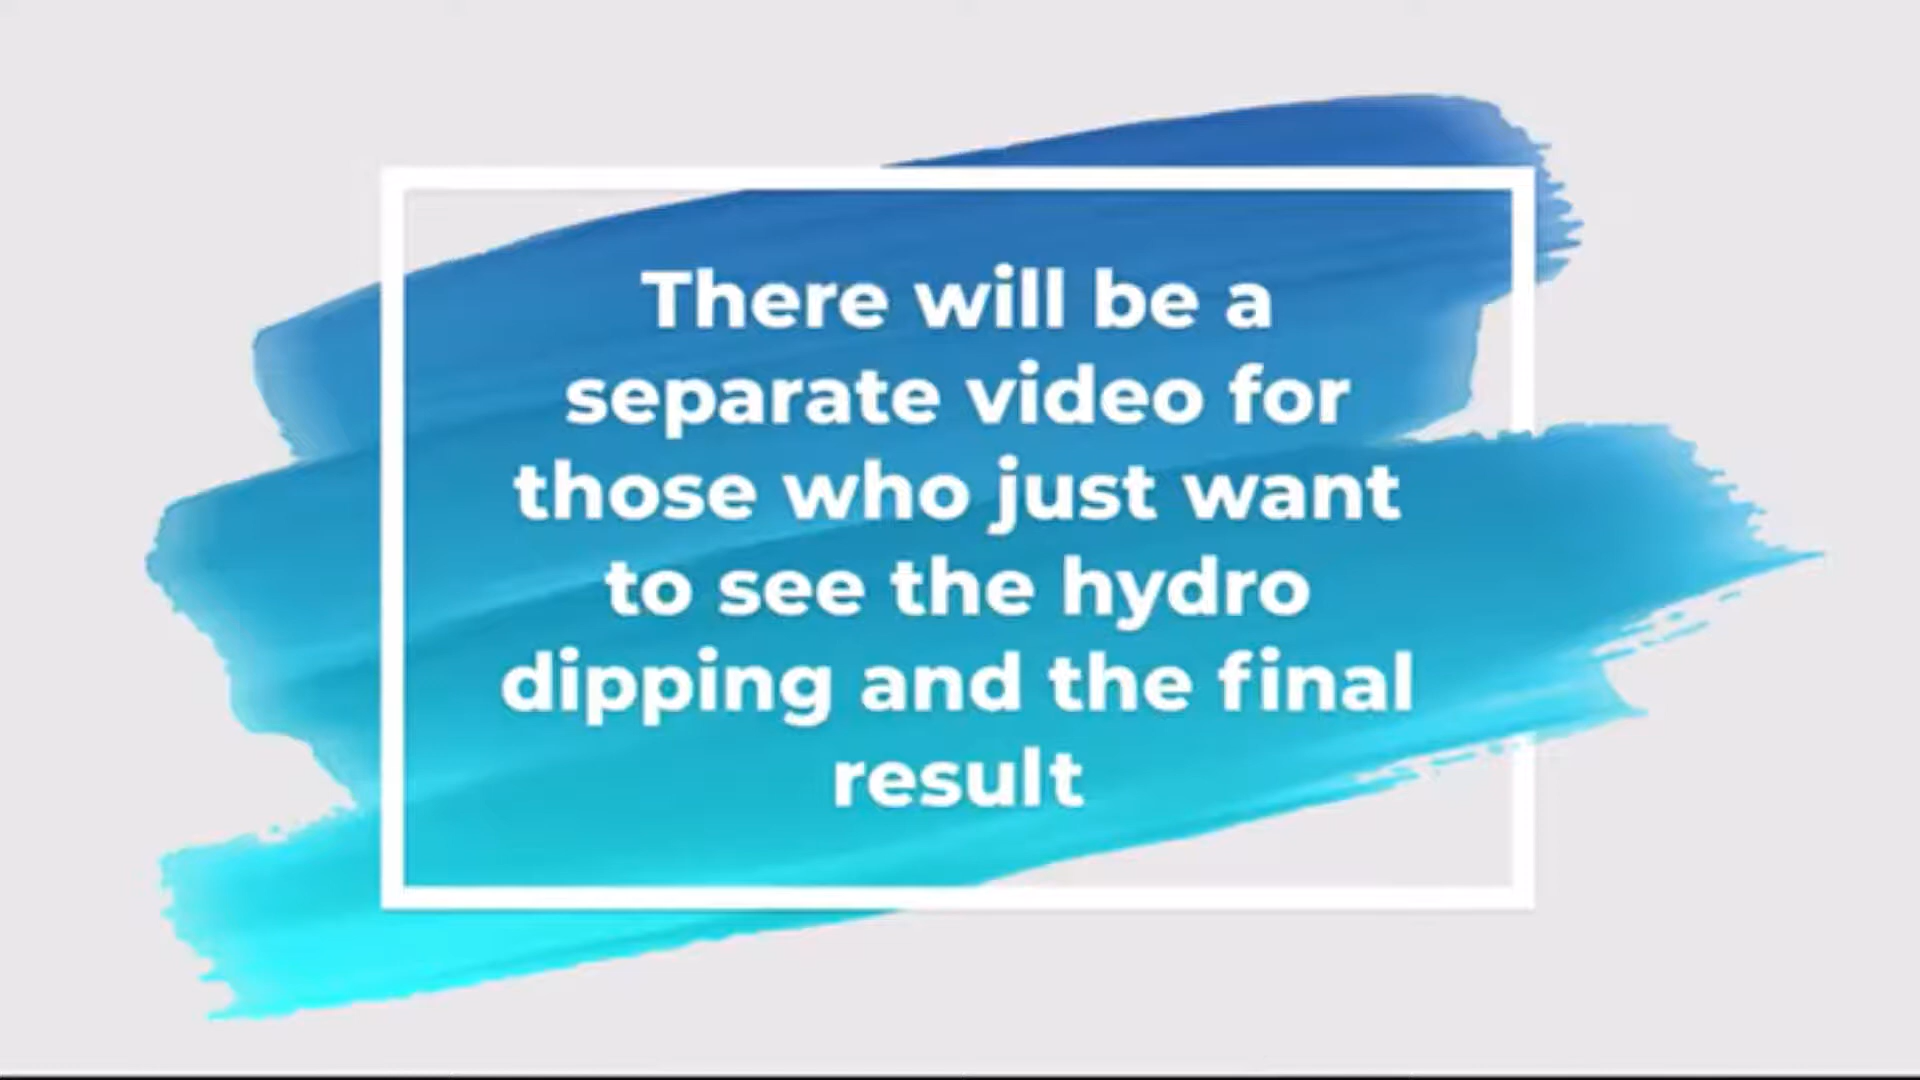 There will be a
separate video for
those who just want
to see the hydro
dipping and the final
result